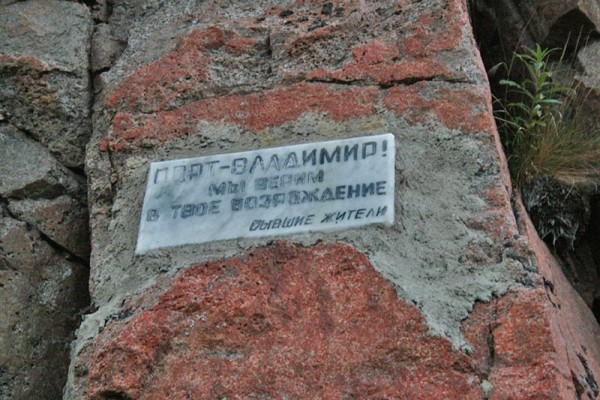 ПОРТ-ВЛАДИМИР!
МЫ ВЕРИМ
В ТВОЕ ВОЗРОЖДЕНИЕ
БЫВШИЕ ЖИТЕЛИ